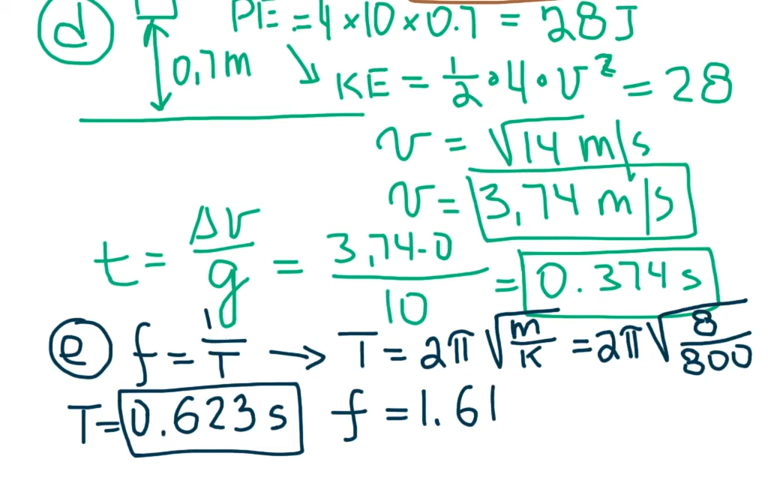 d PE = 4 × 10 × 0.7 = 28J
0,7m KE = 1/2 · 4 · v² = 28
v = √14 m/s
v = 3,74 m/s
t = Δv/g = 3,74-0/10 = 0.374 s
e f = 1/T → T = 2π √m/K = 2π √8/800
T = 0.623 s f = 1.61